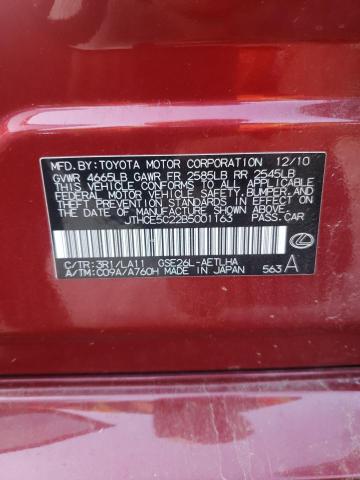 MFD.BY:TOYOTA MOTOR CORPORATION 12/10
GVWR 4665LB GAWR FR 2585LB RR 2545LB
THIS VEHICLE CONFORMS TO ALL APPLICABLE
FEDERAL MOTOR VEHICLE SAFETY, BUMPER, AND
THEFT PREVENTION STANDARDS IN EFFECT ON
THE DATE OF MANUFACTURE SHOWN ABOVE.
JTHCE5C22B5001163 PASS.CAR
C/TR:3R1/LA11 GSE26L-AETLHA
A/TM:C09A/A760H MADE IN JAPAN 563 A